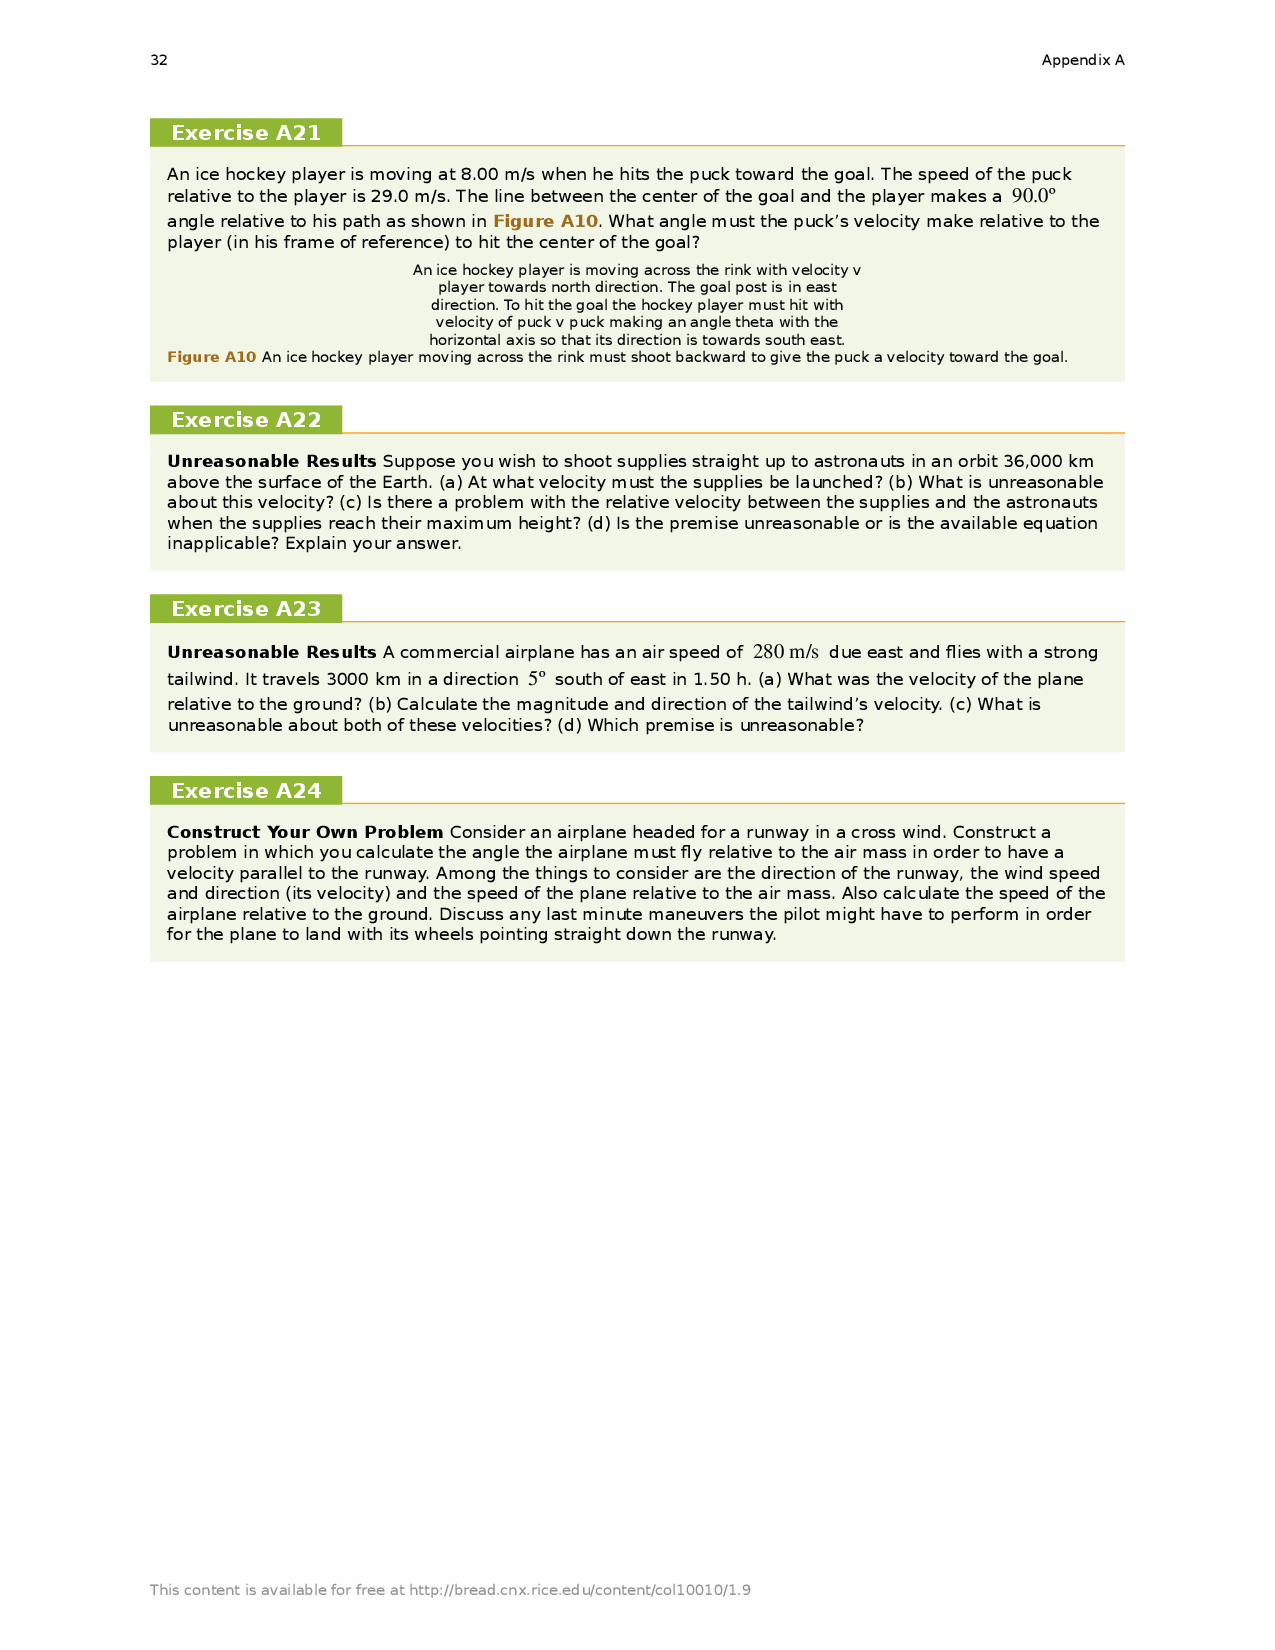 32
Appendix A
Exercise A21
An ice hockey player is moving at 8.00 m/s when he hits the puck toward the goal. The speed of the puck
relative to the player is 29.0 m/s. The line between the center of the goal and the player makes a 90.0º
angle relative to his path as shown in Figure A10. What angle must the puck’s velocity make relative to the
player (in his frame of reference) to hit the center of the goal?
An ice hockey player is moving across the rink with velocity v
player towards north direction. The goal post is in east
direction. To hit the goal the hockey player must hit with
velocity of puck v puck making an angle theta with the
horizontal axis so that its direction is towards south east.
Figure A10 An ice hockey player moving across the rink must shoot backward to give the puck a velocity toward the goal.
Exercise A22
Unreasonable Results Suppose you wish to shoot supplies straight up to astronauts in an orbit 36,000 km
above the surface of the Earth. (a) At what velocity must the supplies be launched? (b) What is unreasonable
about this velocity? (c) Is there a problem with the relative velocity between the supplies and the astronauts
when the supplies reach their maximum height? (d) Is the premise unreasonable or is the available equation
inapplicable? Explain your answer.
Exercise A23
Unreasonable Results A commercial airplane has an air speed of 280 m/s due east and flies with a strong
tailwind. It travels 3000 km in a direction 5º south of east in 1.50 h. (a) What was the velocity of the plane
relative to the ground? (b) Calculate the magnitude and direction of the tailwind’s velocity. (c) What is
unreasonable about both of these velocities? (d) Which premise is unreasonable?
Exercise A24
Construct Your Own Problem Consider an airplane headed for a runway in a cross wind. Construct a
problem in which you calculate the angle the airplane must fly relative to the air mass in order to have a
velocity parallel to the runway. Among the things to consider are the direction of the runway, the wind speed
and direction (its velocity) and the speed of the plane relative to the air mass. Also calculate the speed of the
airplane relative to the ground. Discuss any last minute maneuvers the pilot might have to perform in order
for the plane to land with its wheels pointing straight down the runway.
This content is available for free at http://bread.cnx.rice.edu/content/col10010/1.9